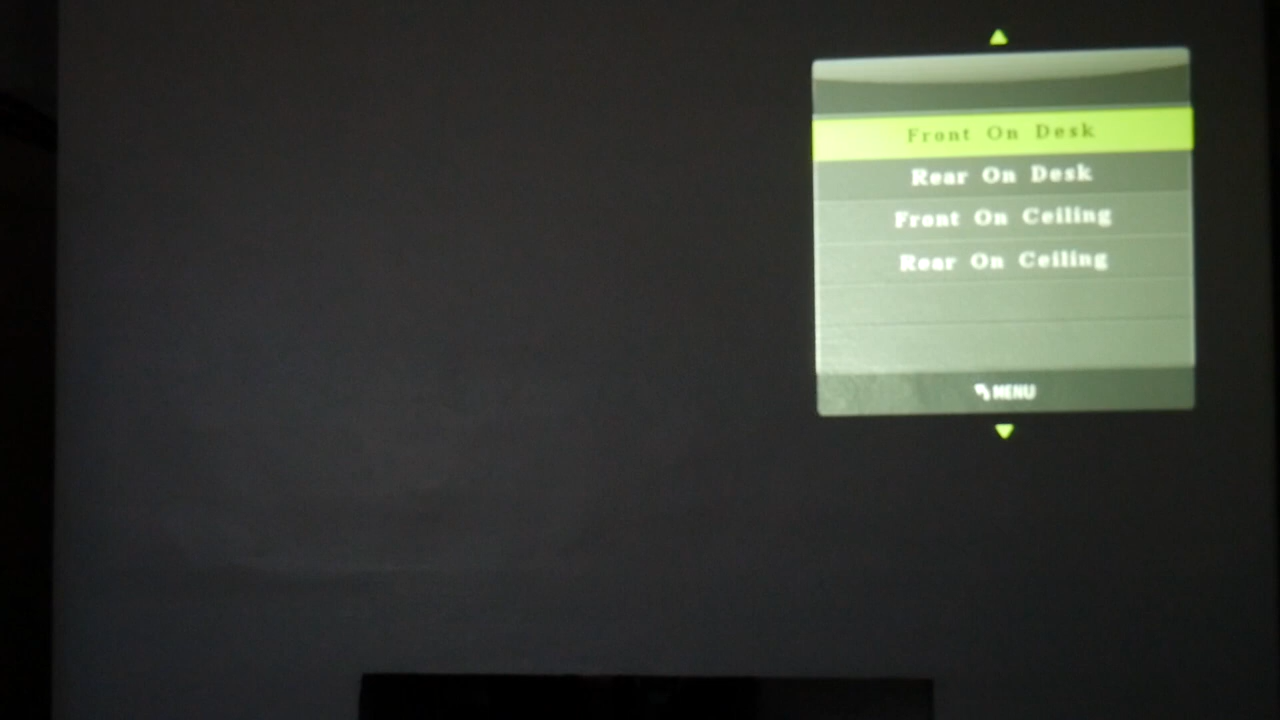 Front On Desk
Rear On Desk
Front On Ceiling
Rear On Ceiling
MENU